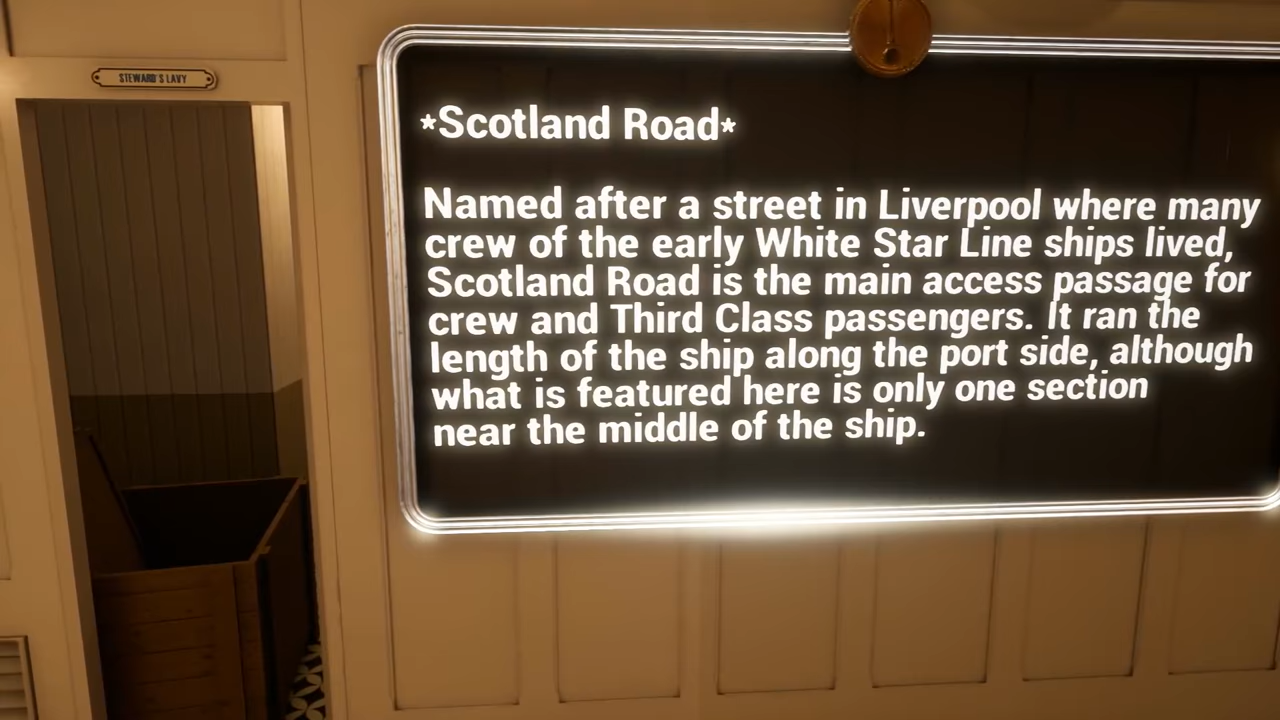 STEWARD'S LAVY
*Scotland Road*
Named after a street in Liverpool where many
crew of the early White Star Line ships lived,
Scotland Road is the main access passage for
crew and Third Class passengers. It ran the
length of the ship along the port side, although
what is featured here is only one section
near the middle of the ship.